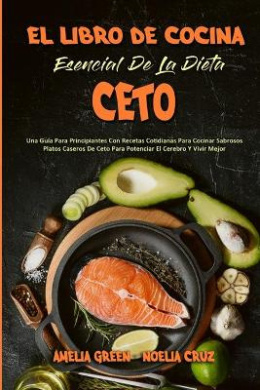 EL LIBRO DE COCINA
Esencial De La Dieta
CETO
Una Guía Para Principiantes Con Recetas Cotidianas Para Cocinar Sabrosos
Platos Caseros De Ceto Para Potenciar El Cerebro Y Vivir Mejor
AMELIA GREEN - NOELIA CRUZ